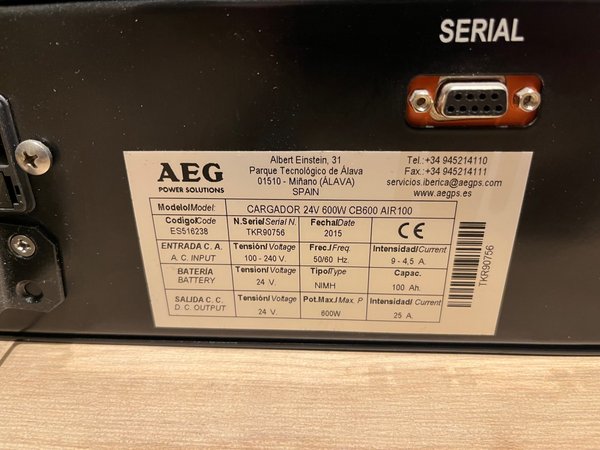 SERIAL
AEG
POWER SOLUTIONS
Albert Einstein, 31
Parque Tecnológico de Álava
01510 - Miñano (ÁLAVA)
SPAIN
Tel.:+34 945214110
Fax.:+34 945214111
servicios.iberica@aegps.com
www.aegps.es
Modelo/Model: CARGADOR 24V 600W CB600 AIR100
Codigo/Code N.Serie/Serial N. Fecha/Date
ES516238 TKR90756 2015 CE
ENTRADA C. A. Tensión/ Voltage Frec./ Freq. Intensidad/Current
A.C. INPUT 100 - 240 V. 50/60 Hz. 9 - 4,5 A.
BATERÍA Tensión/ Voltage Tipo/Type Capac.
BATTERY 24 V. NIMH 100 Ah.
SALIDA C. C. Tensión/ Voltage Pot.Max./ Max. P Intensidad/ Current
D.C. OUTPUT 24 V. 600W 25 A.
TKR90756